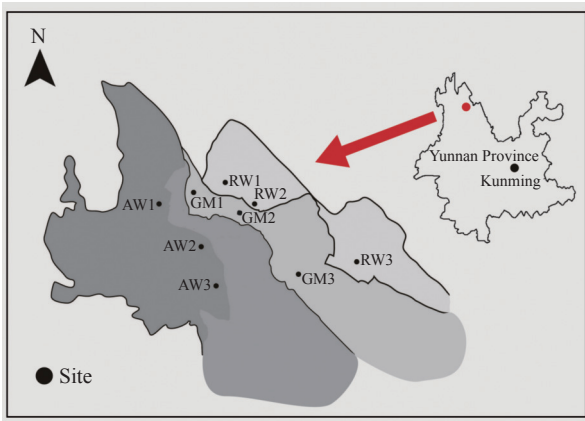 N
Yunnan Province
Kunming
RW1
RW2
GM1
AW1
GM2
AW2
RW3
GM3
AW3
Site